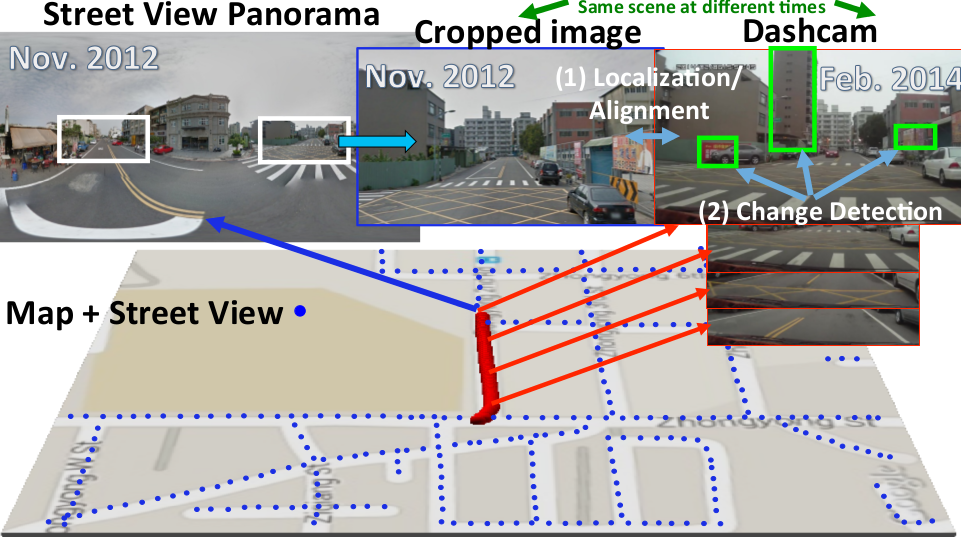 Same scene at different times
Street View Panorama
Cropped image
Dashcam
Nov. 2012
Nov. 2012
Feb. 2014
(1) Localization/
Alignment
(2) Change Detection
Map + Street View
Zhongyong St